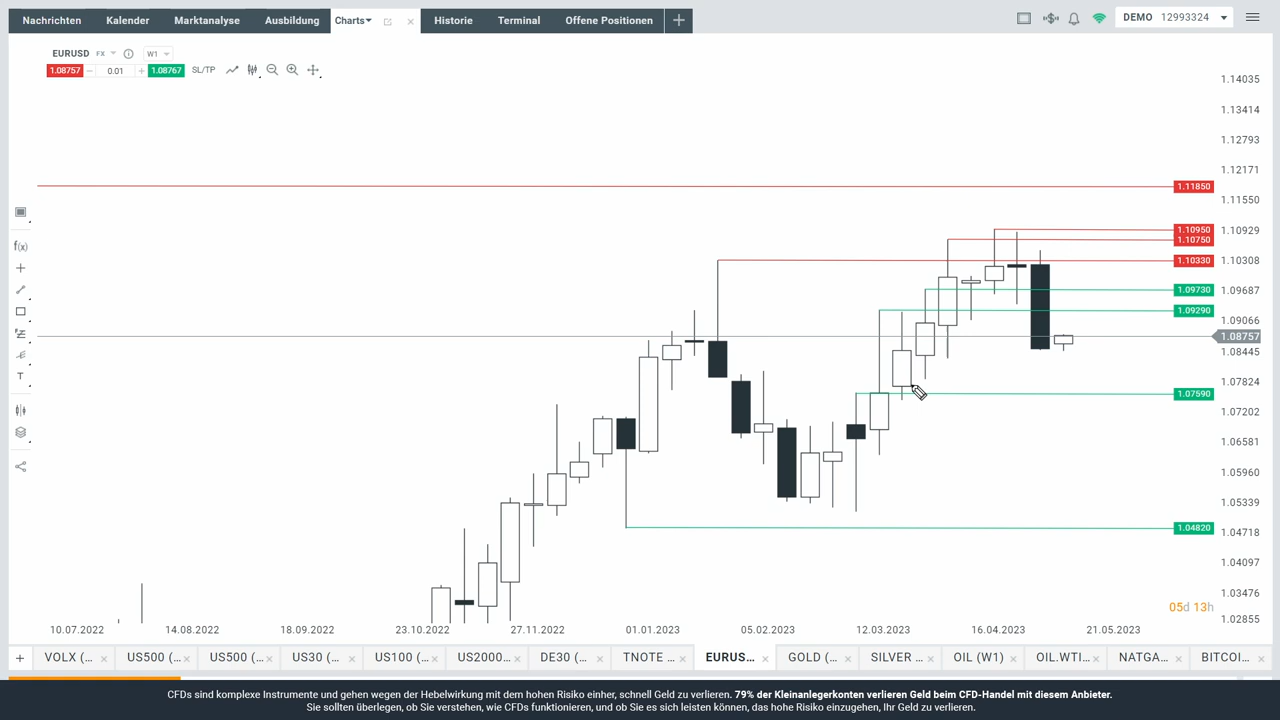 Nachrichten Kalender Marktanalyse Ausbildung Charts Historie Terminal Offene Positionen DEMO 12993324
EURUSD FX W1
1.08757 0.01 1.08767 SL/TP
1.14035
1.13414
1.12793
1.12171
1.11850
1.11550
1.10950 1.10929
1.10750
1.10330 1.10308
1.09730 1.09687
1.09290
1.09066
1.08757
1.08445
f(x)
T
1.07824
1.07590
1.07202
1.06581
1.05960
1.05339
1.04820 1.04718
1.04097
1.03476
05d 13h
1.02855
10.07.2022 14.08.2022 18.09.2022 23.10.2022 27.11.2022 01.01.2023 05.02.2023 12.03.2023 16.04.2023 21.05.2023
VOLX (... US500 (... US500 (... US30 (... US100 (... US2000... DE30 (... TNOTE ... EURUS... GOLD (... SILVER ... OIL (W1) OIL.WTI... NATGA... BITCOI...
CFDs sind komplexe Instrumente und gehen wegen der Hebelwirkung mit dem hohen Risiko einher, schnell Geld zu verlieren. 79% der Kleinanlegerkonten verlieren Geld beim CFD-Handel mit diesem Anbieter.
Sie sollten überlegen, ob Sie verstehen, wie CFDs funktionieren, und ob Sie es sich leisten können, das hohe Risiko einzugehen, Ihr Geld zu verlieren.